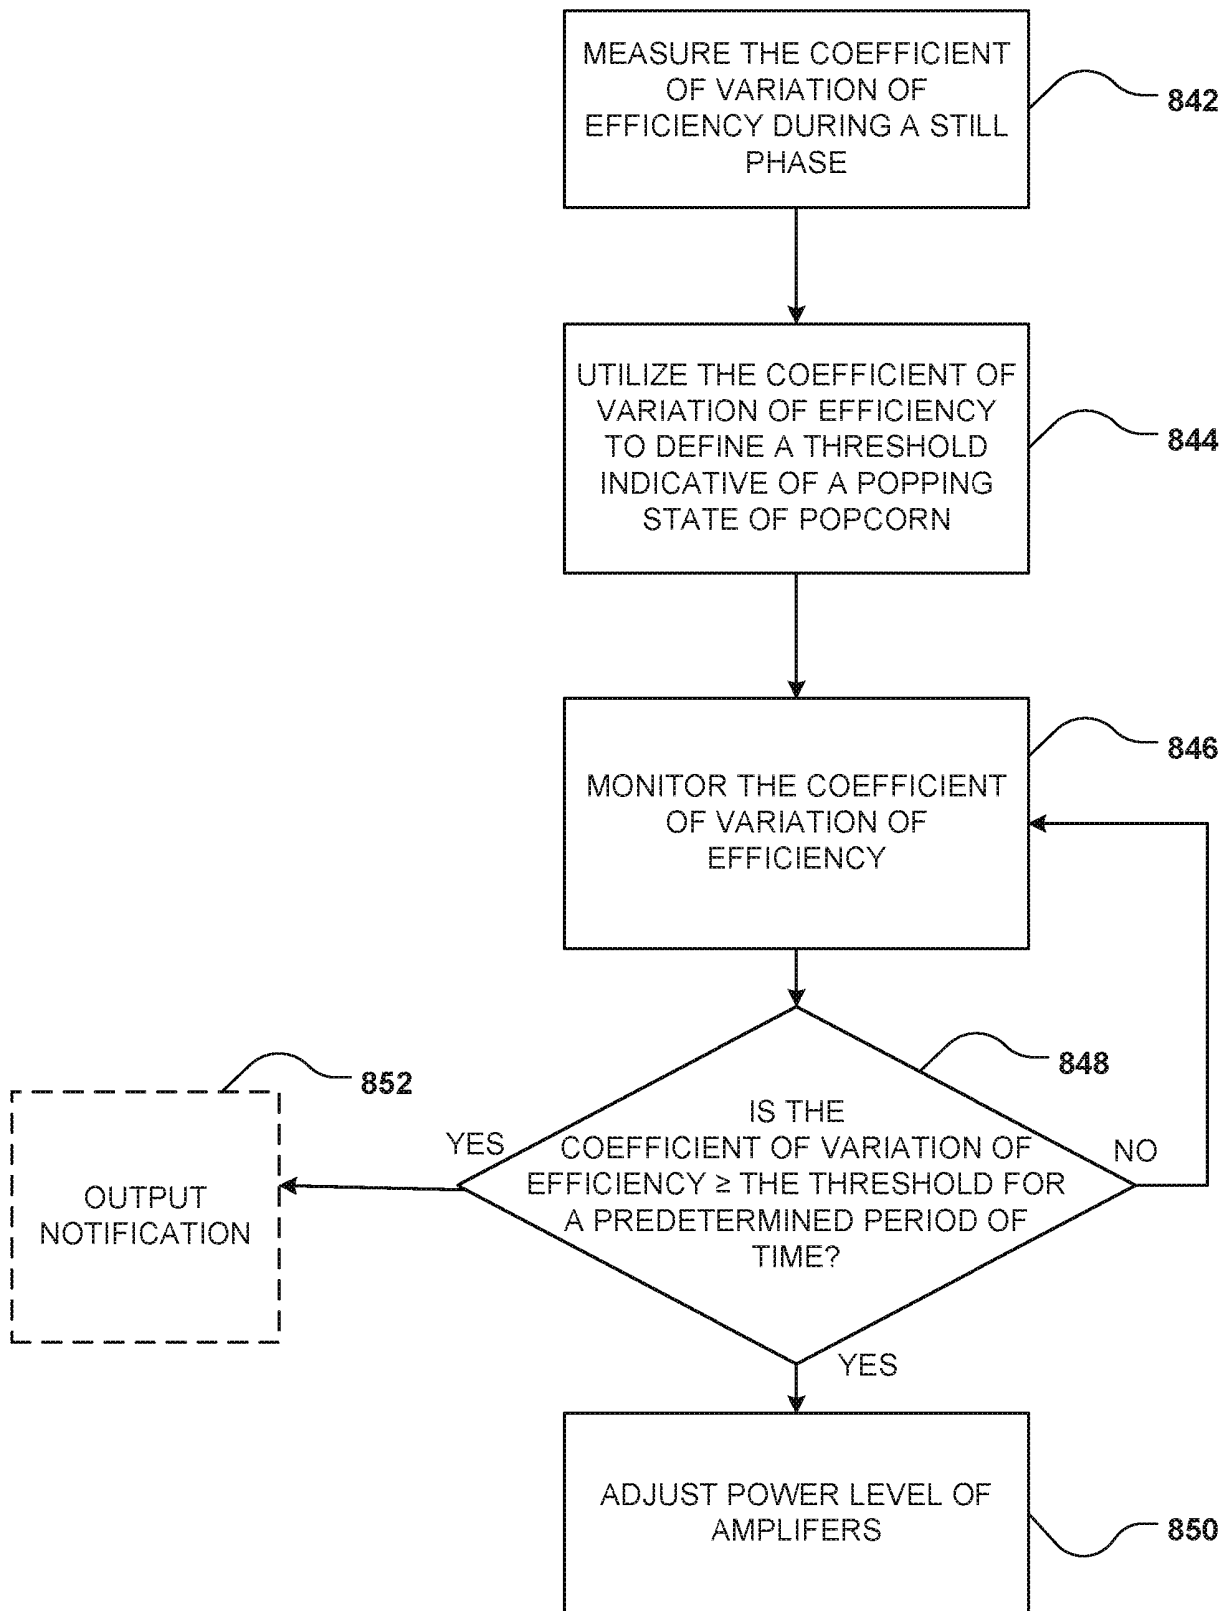 MEASURE THE COEFFICIENT
OF VARIATION OF
EFFICIENCY DURING A STILL
PHASE
842
UTILIZE THE COEFFICIENT OF
VARIATION OF EFFICIENCY
TO DEFINE A THRESHOLD
INDICATIVE OF A POPPING
STATE OF POPCORN
844
MONITOR THE COEFFICIENT
OF VARIATION OF
EFFICIENCY
846
IS THE
COEFFICIENT OF VARIATION OF
EFFICIENCY ≥ THE THRESHOLD FOR
A PREDETERMINED PERIOD OF
TIME?
848
YES
NO
852
OUTPUT
NOTIFICATION
YES
ADJUST POWER LEVEL OF
AMPLIFERS
850